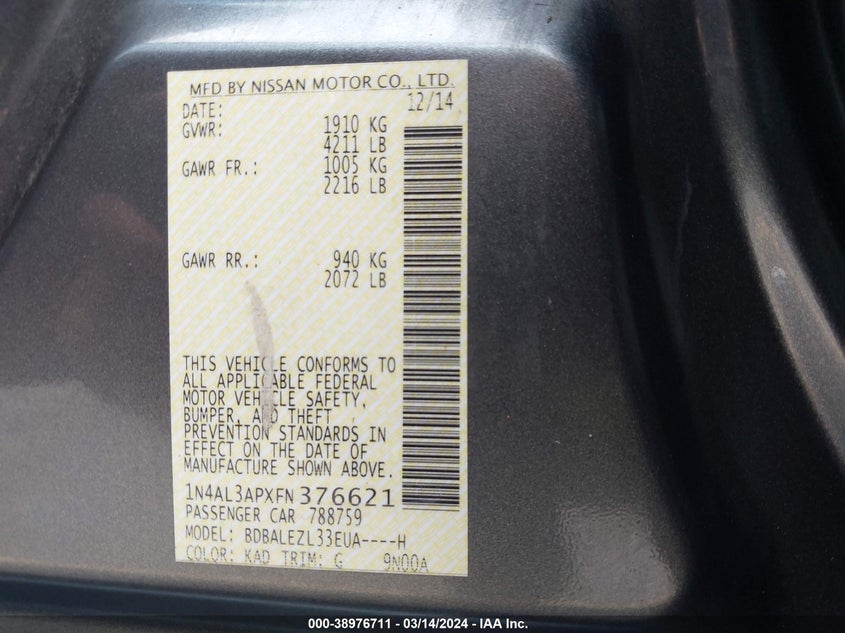 MFD BY NISSAN MOTOR CO., LTD.
DATE: 12/14
GVWR: 1910 KG
4211 LB
GAWR FR.: 1005 KG
2216 LB
GAWR RR.: 940 KG
2072 LB
THIS VEHICLE CONFORMS TO
ALL APPLICABLE FEDERAL
MOTOR VEHICLE SAFETY,
BUMPER, AND THEFT
PREVENTION STANDARDS IN
EFFECT ON THE DATE OF
MANUFACTURE SHOWN ABOVE.
1N4AL3APXFN376621
PASSENGER CAR 788759
MODEL: BDBALEZL33EUA----H
COLOR: KAD TRIM: G 9N00A
000-38976711 — 03/14/2024 — IAA Inc.